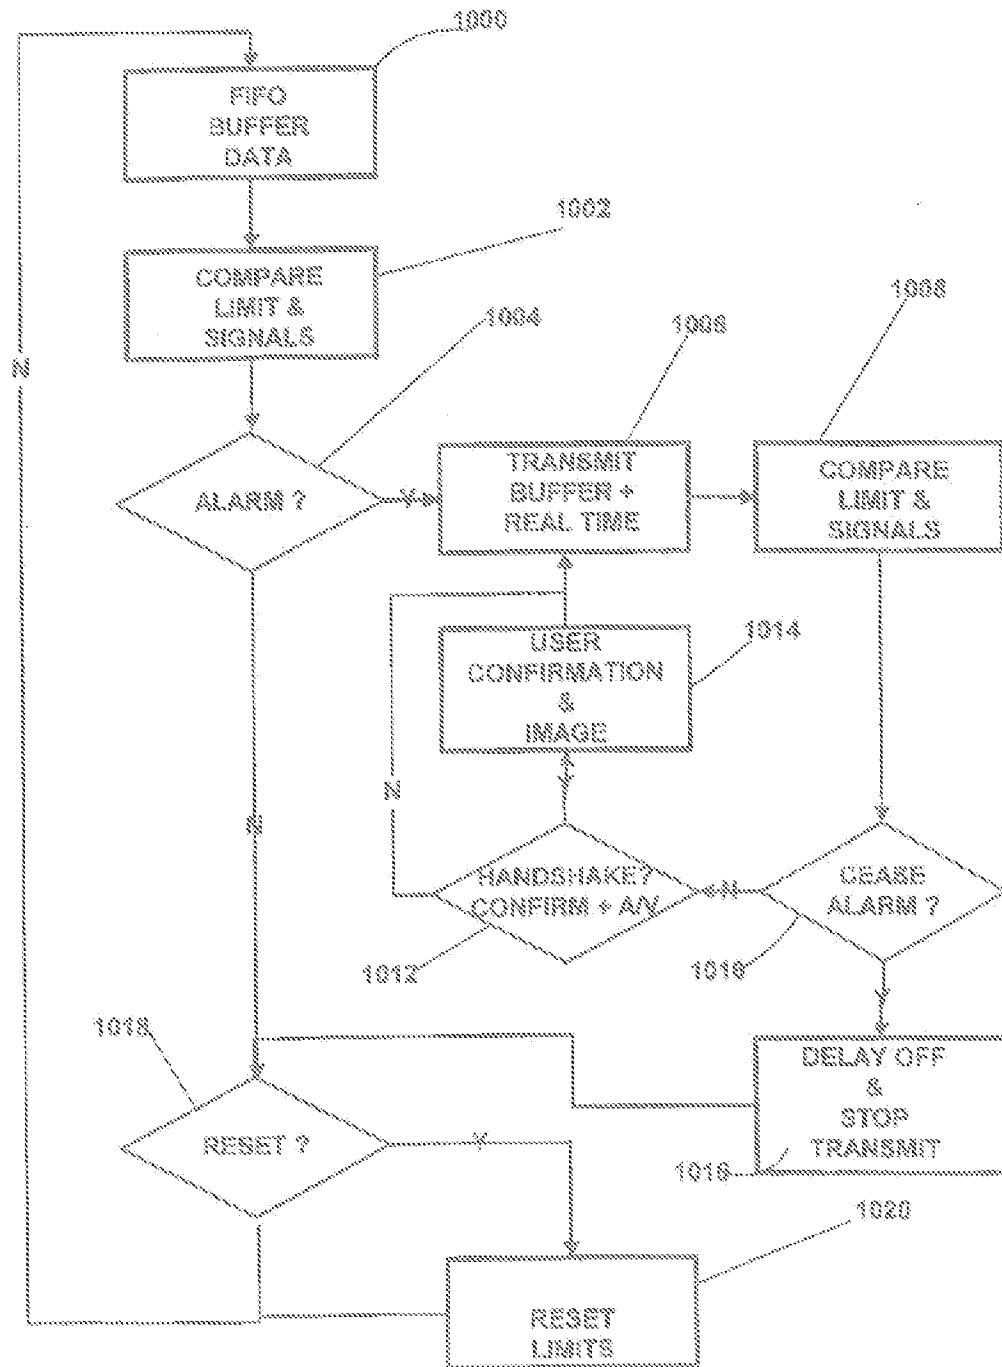 1000
FIFO
BUFFER
DATA
1002
COMPARE
LIMIT &
SIGNALS
1004
ALARM ?
Y
1006
TRANSMIT
BUFFER +
REAL TIME
1008
COMPARE
LIMIT &
SIGNALS
N
1014
USER
CONFIRMATION
&
IMAGE
Y
N
N
HANDSHAKE?
CONFIRM + A/V
1012
N
CEASE
ALARM ?
1010
Y
1018
RESET ?
Y
DELAY OFF
&
STOP
TRANSMIT
1016
1020
RESET
LIMITS